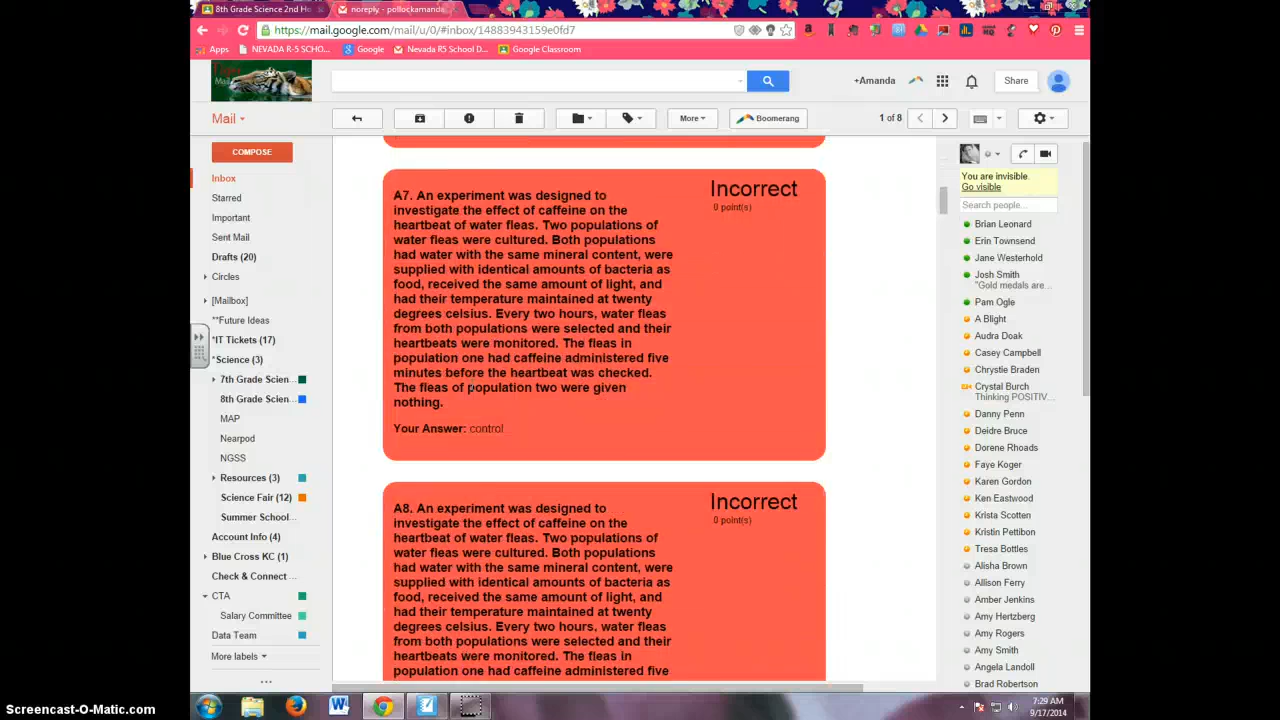 8th Grade Science 2nd Ho
noreply - pollockamanda
https://mail.google.com/mail/u/0/#inbox/14883943159e0fd7
Apps
NEVADA R-5 SCHO...
Google
Nevada R5 School D...
Google Classroom
Tiger
Mail
+Amanda
Share
Mail
More
Boomerang
1 of 8
COMPOSE
Inbox
Starred
Important
Sent Mail
Drafts (20)
Circles
[Mailbox]
**Future Ideas
*IT Tickets (17)
*Science (3)
7th Grade Scien...
8th Grade Scien...
MAP
Nearpod
NGSS
Resources (3)
Science Fair (12)
Summer School...
Account Info (4)
Blue Cross KC (1)
Check & Connect ...
CTA
Salary Committee
Data Team
More labels
A7. An experiment was designed to
investigate the effect of caffeine on the
heartbeat of water fleas. Two populations of
water fleas were cultured. Both populations
had water with the same mineral content, were
supplied with identical amounts of bacteria as
food, received the same amount of light, and
had their temperature maintained at twenty
degrees celsius. Every two hours, water fleas
from both populations were selected and their
heartbeats were monitored. The fleas in
population one had caffeine administered five
minutes before the heartbeat was checked.
The fleas of population two were given
nothing.
Your Answer: control
Incorrect
0 point(s)
A8. An experiment was designed to
investigate the effect of caffeine on the
heartbeat of water fleas. Two populations of
water fleas were cultured. Both populations
had water with the same mineral content, were
supplied with identical amounts of bacteria as
food, received the same amount of light, and
had their temperature maintained at twenty
degrees celsius. Every two hours, water fleas
from both populations were selected and their
heartbeats were monitored. The fleas in
population one had caffeine administered five
Incorrect
0 point(s)
You are invisible.
Go visible
Search people...
Brian Leonard
Erin Townsend
Jane Westerhold
Josh Smith
"Gold medals are...
Pam Ogle
A Blight
Audra Doak
Casey Campbell
Chrystie Braden
Crystal Burch
Thinking POSITIV...
Danny Penn
Deidre Bruce
Dorene Rhoads
Faye Koger
Karen Gordon
Ken Eastwood
Krista Scotten
Kristin Pettibon
Tresa Bottles
Alisha Brown
Allison Ferry
Amber Jenkins
Amy Hertzberg
Amy Rogers
Amy Smith
Angela Landoll
Brad Robertson
7:29 AM
9/17/2014
Screencast-O-Matic.com